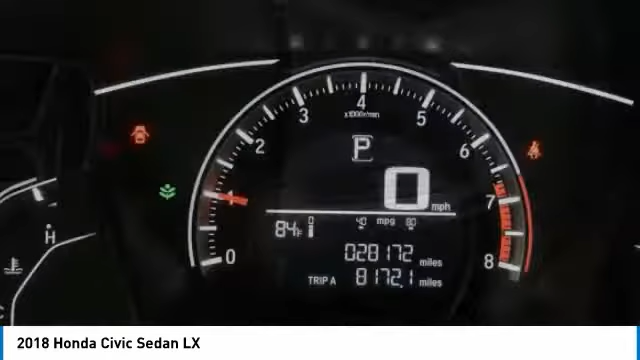 4
3
5
x1000r/min
2
6
P
0
mph
1
7
40 mpg 80
84°F
0
028172 miles
H
0
8
TRIP A 8172.1 miles
C
2018 Honda Civic Sedan LX